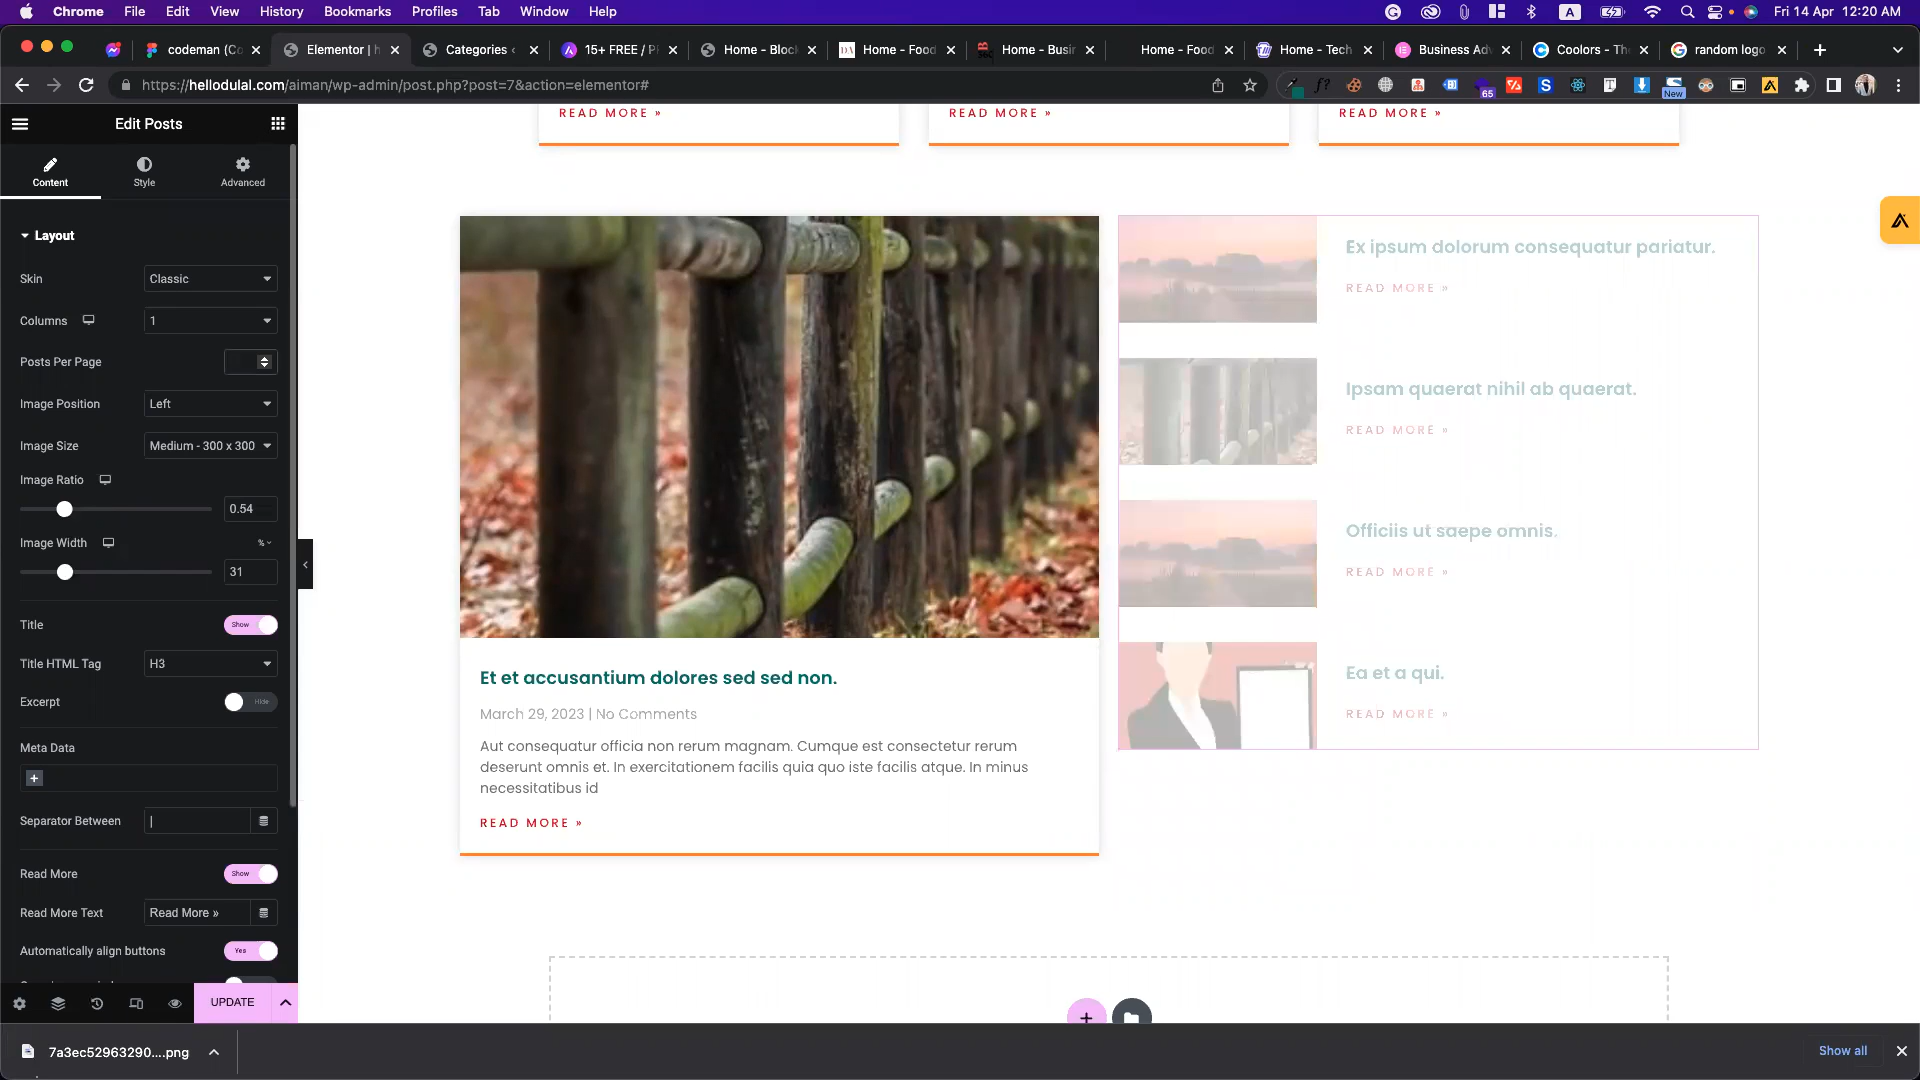 Chrome File Edit View History Bookmarks Profiles Tab Window Help
A
Fri 14 Apr 12:20 AM
codeman (Co
Elementor | h
Categories ‹
15+ FREE / P
Home - Bloc
Home - Food
Home - Busin
Home - Food
Home - Tech
Business Adv
Coolors - The
random logo
https://hellodulal.com/aiman/wp-admin/post.php?post=7&action=elementor#
f?
65
S
T
New
Edit Posts
Content
Style
Advanced
Layout
Skin
Classic
Columns
1
Posts Per Page
Image Position
Left
Image Size
Medium - 300 x 300
Image Ratio
0.54
Image Width
%
31
Title
Show
Title HTML Tag
H3
Excerpt
Hide
Meta Data
Separator Between
|
Read More
Show
Read More Text
Read More »
Automatically align buttons
Yes
UPDATE
READ MORE »
READ MORE »
READ MORE »
Et et accusantium dolores sed sed non.
March 29, 2023 | No Comments
Aut consequatur officia non rerum magnam. Cumque est consectetur rerum
deserunt omnis et. In exercitationem facilis quia quo iste facilis atque. In minus
necessitatibus id
READ MORE »
Ex ipsum dolorum consequatur pariatur.
READ MORE »
Ipsam quaerat nihil ab quaerat.
READ MORE »
Officiis ut saepe omnis.
READ MORE »
Ea et a qui.
READ MORE »
7a3ec52963290....png
Show all